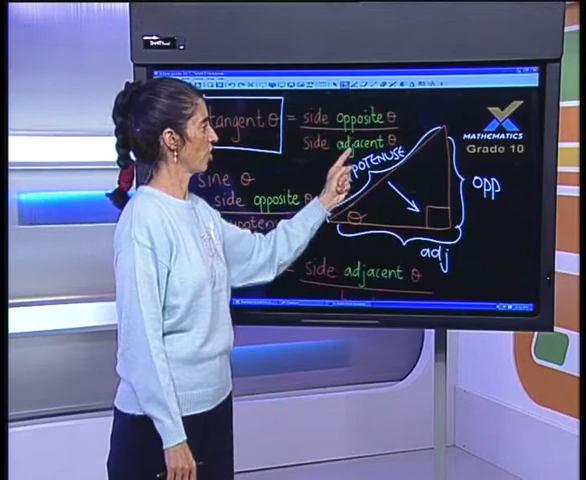 tangent θ = side opposite θ
side adjacent θ
MATHEMATICS
Grade 10
HYPOTENUSE
opp
sine θ
side opposite
θ
adj
= side adjacent θ